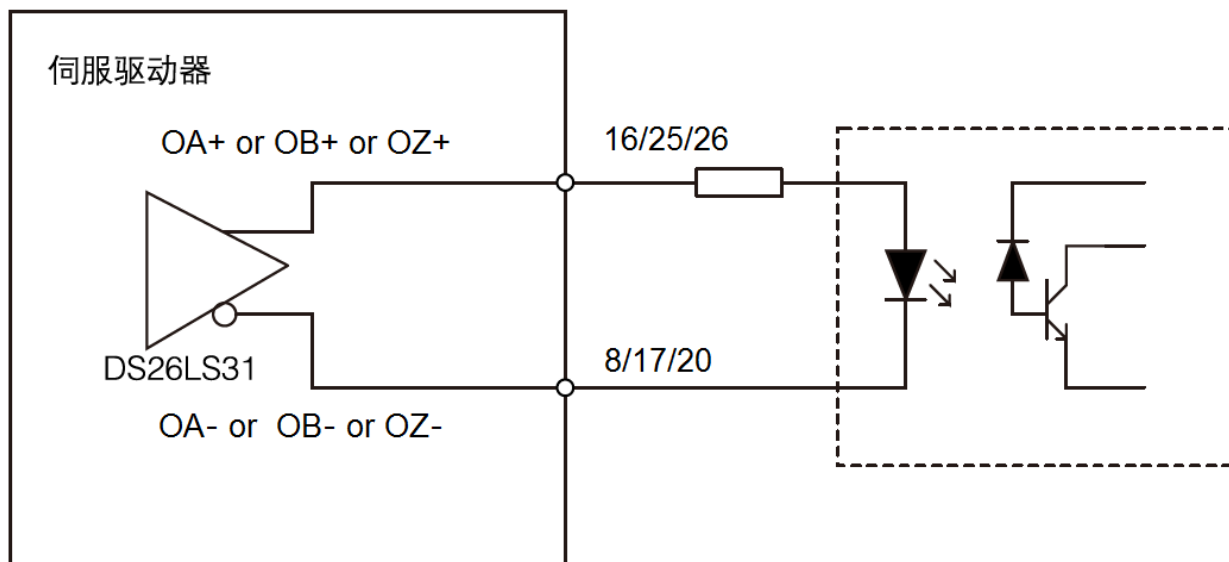 伺服驱动器
OA+ or OB+ or OZ+
16/25/26
DS26LS31
8/17/20
OA- or OB- or OZ-